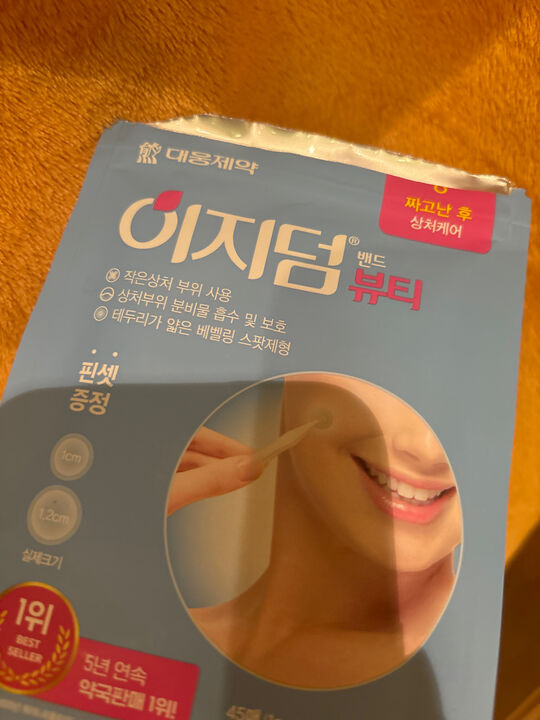 대웅제약
짜고난 후
상처케어
이지덤® 밴드
뷰티
작은상처 부위 사용
상처부위 분비물 흡수 및 보호
테두리가 얇은 베벨링 스팟제형
핀셋
증정
1cm
1.2cm
실제크기
1위
BEST
SELLER
5년 연속
약국판매 1위!